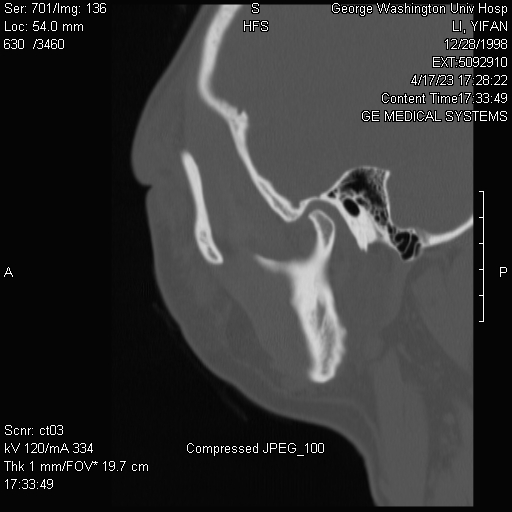 Ser: 701/Img: 136
Loc: 54.0 mm
630 /3460
S
HFS
George Washington Univ Hosp
LI, YIFAN
12/28/1998
EXT:5092910
4/17/23 17:28:22
Content Time17:33:49
GE MEDICAL SYSTEMS
A
P
Scnr: ct03
kV 120/mA 334
Thk 1 mm/FOV* 19.7 cm
17:33:49
Compressed JPEG_100